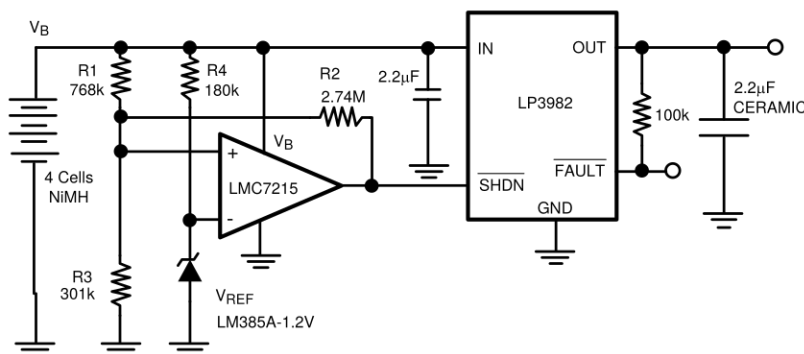 V_B
R1
768k
R4
180k
R2
2.74M
2.2µF
IN
OUT
LP3982
100k
2.2µF
CERAMIC
V_B
+
LMC7215
-
4 Cells
NiMH
SHDN
FAULT
GND
R3
301k
V_REF
LM385A-1.2V